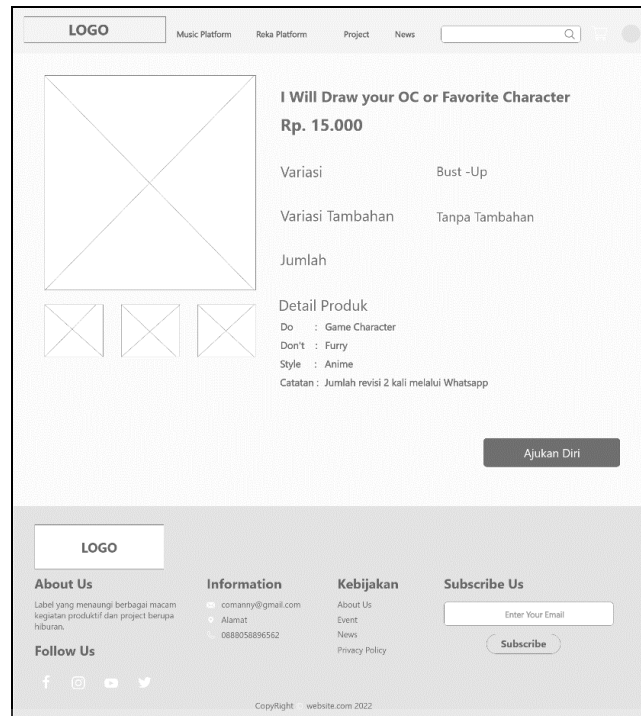 LOGO
Music Platform Reka Platform Project News
I Will Draw your OC or Favorite Character
Rp. 15.000
Variasi Bust -Up
Variasi Tambahan Tanpa Tambahan
Jumlah
Detail Produk
Do : Game Character
Don't : Furry
Style : Anime
Catatan : Jumlah revisi 2 kali melalui Whatsapp
Ajukan Diri
LOGO
About Us
Label yang menaungi berbagai macam
kegiatan produktif dan project berupa
hiburan.
Follow Us
Information
comanny@gmail.com
Alamat
0888058896562
Kebijakan
About Us
Event
News
Privacy Policy
Subscribe Us
Enter Your Email
Subscribe
CopyRight © website.com 2022